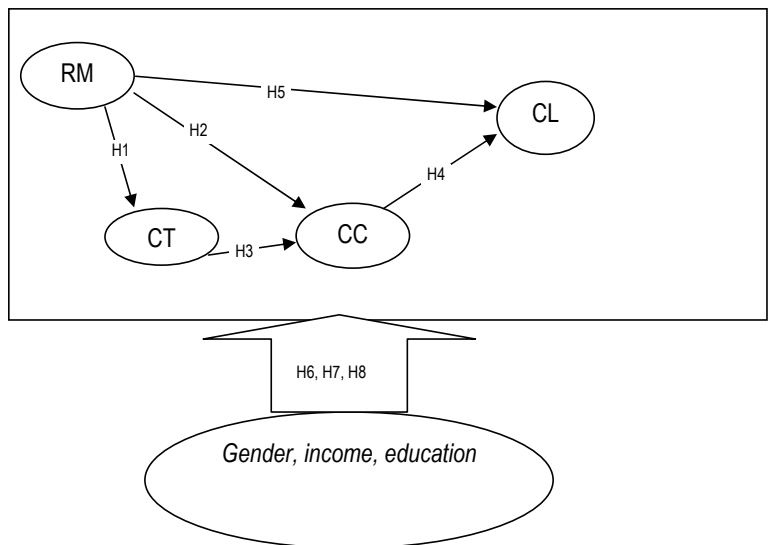 RM
H5
CL
H2
H1
H4
CT
CC
H3
H6, H7, H8
Gender, income, education